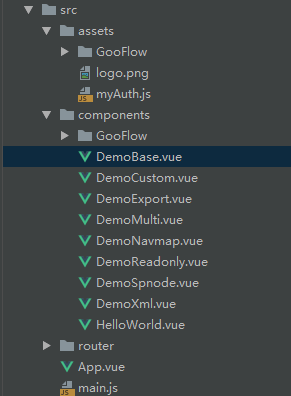 src
assets
GooFlow
logo.png
myAuth.js
components
GooFlow
DemoBase.vue
DemoCustom.vue
DemoExport.vue
DemoMulti.vue
DemoNavmap.vue
DemoReadonly.vue
DemoSpnode.vue
DemoXml.vue
HelloWorld.vue
router
App.vue
main.js